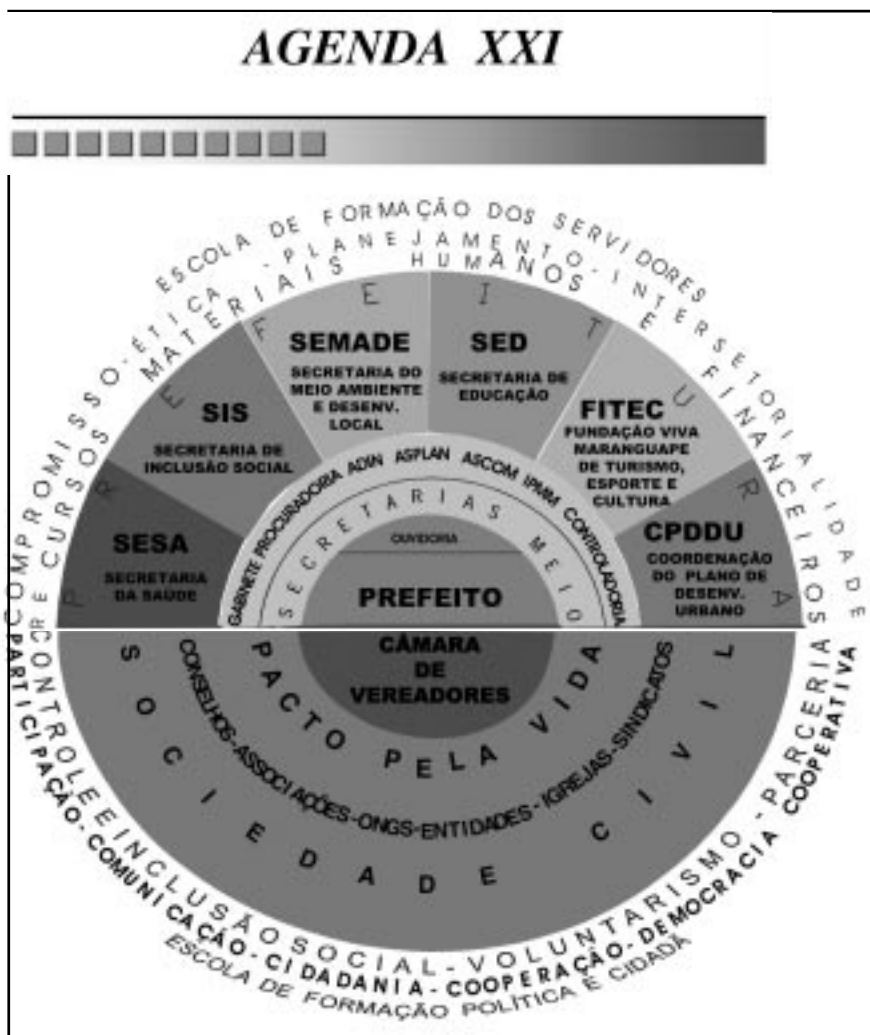 AGENDA XXI
ESCOLA DE FORMAÇÃO DOS SERVIDORES
COMPROMISSO-ÉTICA -PLANEJAMENTO-INTERSETORIALIDADE
RECURSOS MATERIAIS HUMANOS E FINANCEIROS
PREFEITURA
SESA
SECRETARIA
DA SAÚDE
SIS
SECRETARIA DE
INCLUSÃO SOCIAL
SEMADE
SECRETARIA DO
MEIO AMBIENTE
E DESENV.
LOCAL
SED
SECRETARIA DE
EDUCAÇÃO
FITEC
FUNDAÇÃO VIVA
MARANGUAPE
DE TURISMO,
ESPORTE E
CULTURA
CPDDU
COORDENAÇÃO
DO PLANO DE
DESENV.
URBANO
GABINETE PROCURADORIA ADIN ASPLAN ASCOM IPMM CONTROLADORIA
SECRETARIAS MEIO
OUVIDORIA
PREFEITO
CÂMARA
DE
VEREADORES
PACTO PELA VIDA
CONSELHOS-ASSOCIAÇÕES-ONGS-ENTIDADES-IGREJAS-SINDICATOS
SOCIEDADE CIVIL
CONTROLE E INCLUSÃO SOCIAL-VOLUNTARISMO-PARCERIA
PARTICIPAÇÃO-COMUNICAÇÃO-CIDADANIA-COOPERAÇÃO-DEMOCRACIA COOPERATIVA
ESCOLA DE FORMAÇÃO POLÍTICA E CIDADÃ